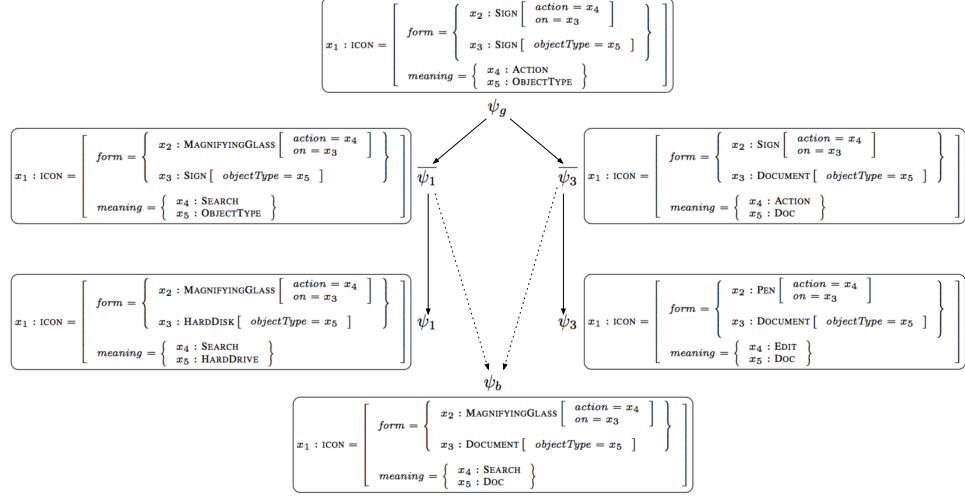 x₁ : ICON = [ form = { x₂ : SIGN [ action = x₄
on = x₃ ]
x₃ : SIGN [ objectType = x₅ ] }
meaning = { x₄ : ACTION
x₅ : OBJECTTYPE } ]
ψg
x₁ : ICON = [ form = { x₂ : MAGNIFYINGGLASS [ action = x₄
on = x₃ ]
x₃ : SIGN [ objectType = x₅ ] }
meaning = { x₄ : SEARCH
x₅ : OBJECTTYPE } ]
ψ̅₁
ψ̅₃
x₁ : ICON = [ form = { x₂ : SIGN [ action = x₄
on = x₃ ]
x₃ : DOCUMENT [ objectType = x₅ ] }
meaning = { x₄ : ACTION
x₅ : DOC } ]
x₁ : ICON = [ form = { x₂ : MAGNIFYINGGLASS [ action = x₄
on = x₃ ]
x₃ : HARDDISK [ objectType = x₅ ] }
meaning = { x₄ : SEARCH
x₅ : HARDDRIVE } ]
ψ₁
ψ₃
x₁ : ICON = [ form = { x₂ : PEN [ action = x₄
on = x₃ ]
x₃ : DOCUMENT [ objectType = x₅ ] }
meaning = { x₄ : EDIT
x₅ : DOC } ]
ψb
x₁ : ICON = [ form = { x₂ : MAGNIFYINGGLASS [ action = x₄
on = x₃ ]
x₃ : DOCUMENT [ objectType = x₅ ] }
meaning = { x₄ : SEARCH
x₅ : DOC } ]